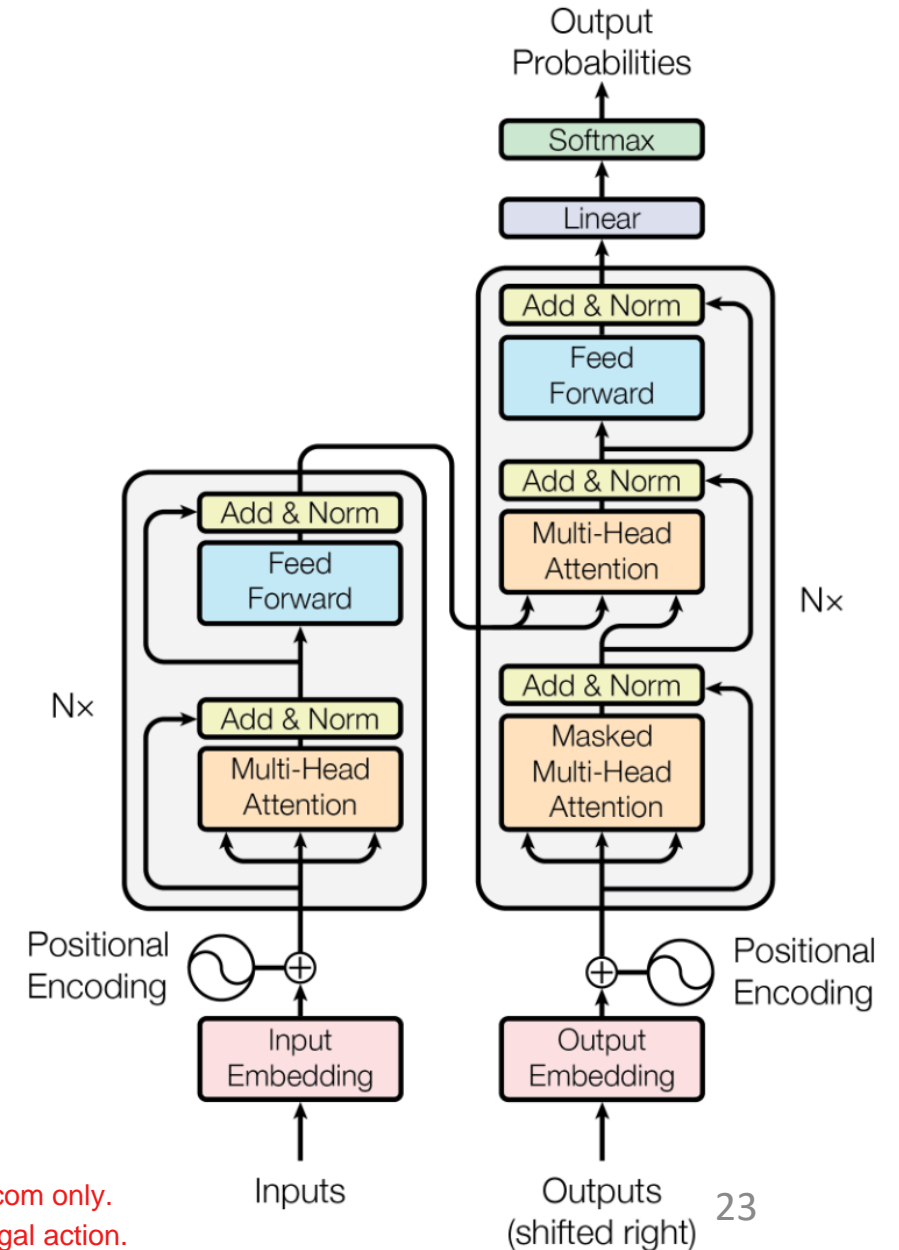 Output
Probabilities
Softmax
Linear
Add & Norm
Feed
Forward
Add & Norm
Multi-Head
Attention
Add & Norm
Masked
Multi-Head
Attention
Nx
Add & Norm
Feed
Forward
Add & Norm
Multi-Head
Attention
Nx
Positional
Encoding
Positional
Encoding
Input
Embedding
Output
Embedding
Inputs
Outputs
(shifted right)
23
com only.
gal action.